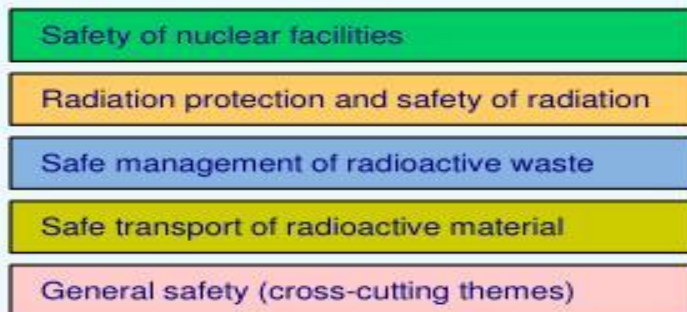 Safety of nuclear facilities
Radiation protection and safety of radiation
Safe management of radioactive waste
Safe transport of radioactive material
General safety (cross-cutting themes)